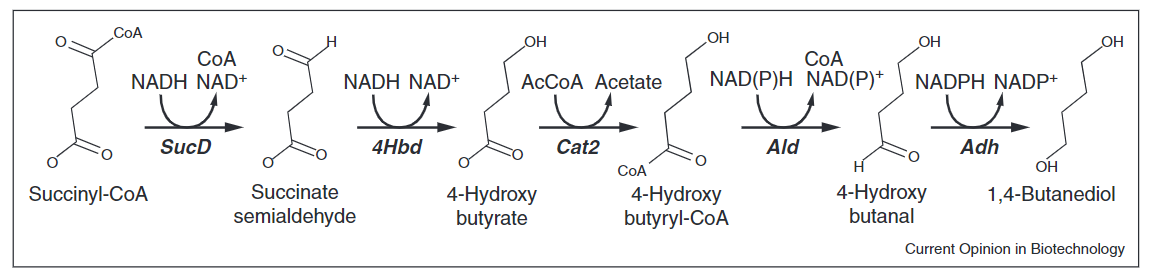 O CoA
CoA
NADH NAD+
SucD
O O
Succinyl-CoA
O H
NADH NAD+
4Hbd
O O
Succinate
semialdehyde
OH
AcCoA Acetate
Cat2
O O
4-Hydroxy
butyrate
OH
CoA
NAD(P)H NAD(P)+
Ald
CoA O
4-Hydroxy
butyryl-CoA
OH
NADPH NADP+
Adh
H O
4-Hydroxy
butanal
OH
OH
1,4-Butanediol
Current Opinion in Biotechnology